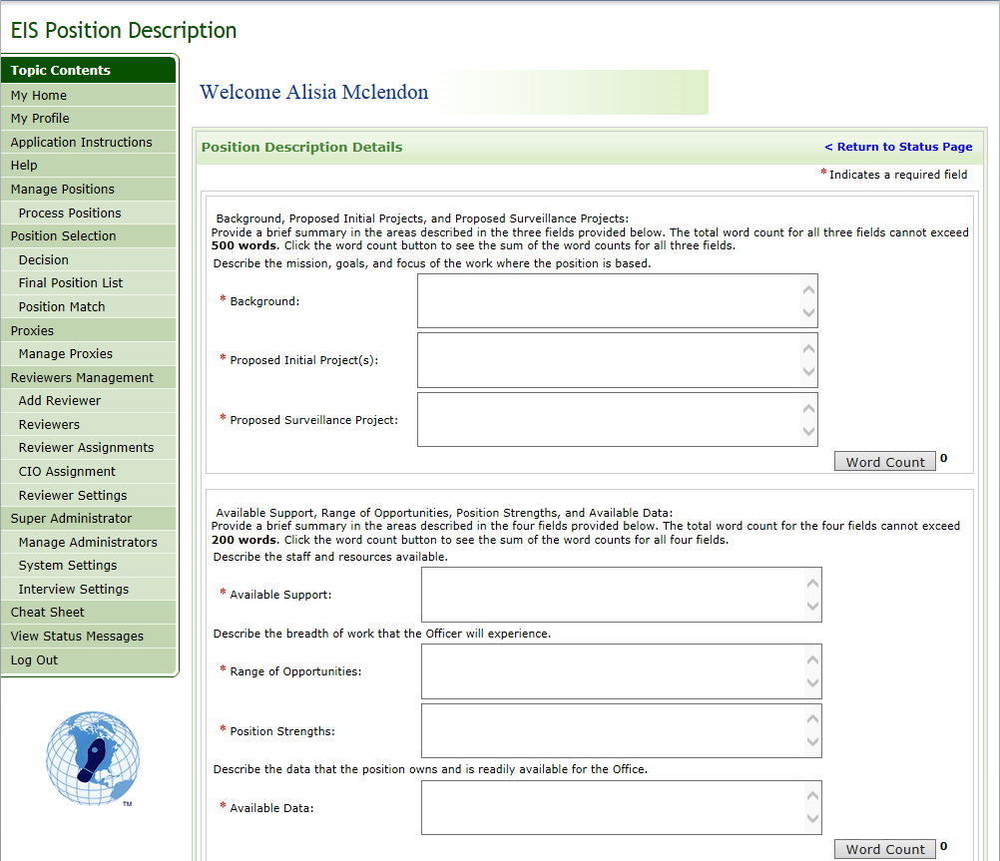 EIS Position Description
Topic Contents
My Home
My Profile
Application Instructions
Help
Manage Positions
Process Positions
Position Selection
Decision
Final Position List
Position Match
Proxies
Manage Proxies
Reviewers Management
Add Reviewer
Reviewers
Reviewer Assignments
CIO Assignment
Reviewer Settings
Super Administrator
Manage Administrators
System Settings
Interview Settings
Cheat Sheet
View Status Messages
Log Out
TM
Welcome Alisia Mclendon
Position Description Details
< Return to Status Page
* Indicates a required field
Background, Proposed Initial Projects, and Proposed Surveillance Projects:
Provide a brief summary in the areas described in the three fields provided below. The total word count for all three fields cannot exceed
500 words. Click the word count button to see the sum of the word counts for all three fields.
Describe the mission, goals, and focus of the work where the position is based.
* Background:
* Proposed Initial Project(s):
* Proposed Surveillance Project:
Word Count 0
Available Support, Range of Opportunities, Position Strengths, and Available Data:
Provide a brief summary in the areas described in the four fields provided below. The total word count for the four fields cannot exceed
200 words. Click the word count button to see the sum of the word counts for all four fields.
Describe the staff and resources available.
* Available Support:
Describe the breadth of work that the Officer will experience.
* Range of Opportunities:
* Position Strengths:
Describe the data that the position owns and is readily available for the Office.
* Available Data:
Word Count 0